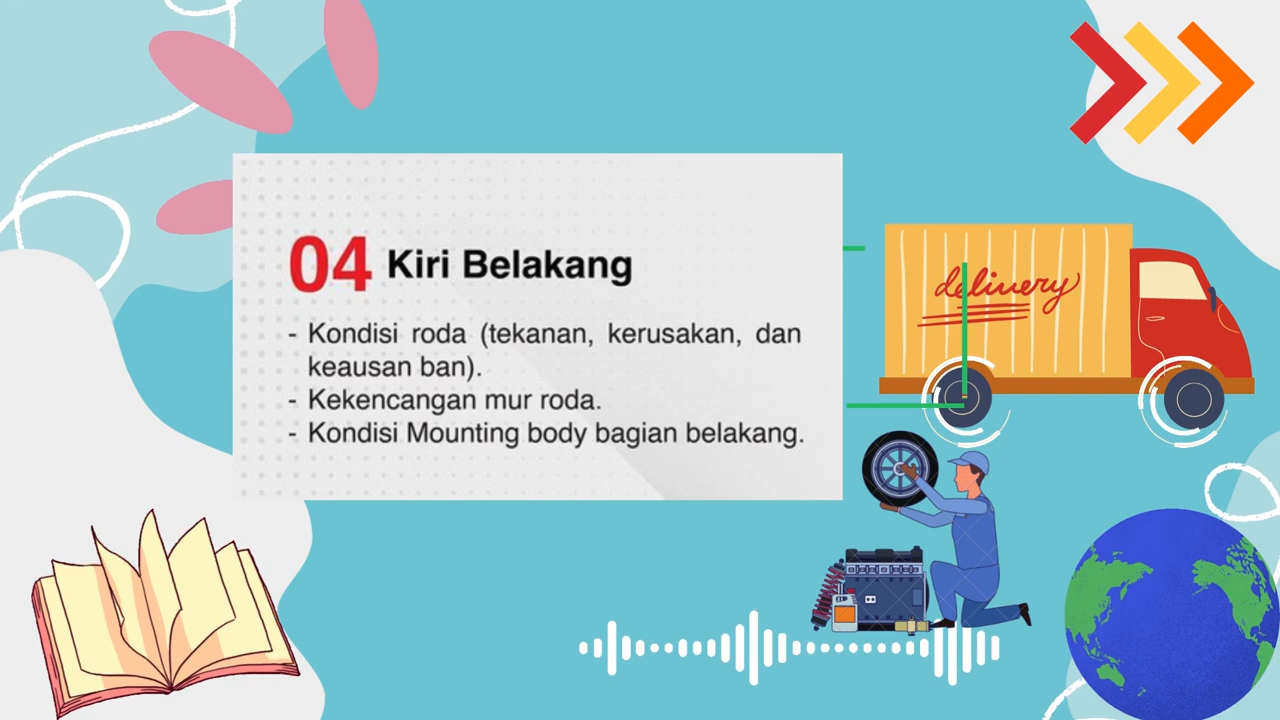 04 Kiri Belakang
- Kondisi roda (tekanan, kerusakan, dan
keausan ban).
- Kekencangan mur roda.
- Kondisi Mounting body bagian belakang.
delivery